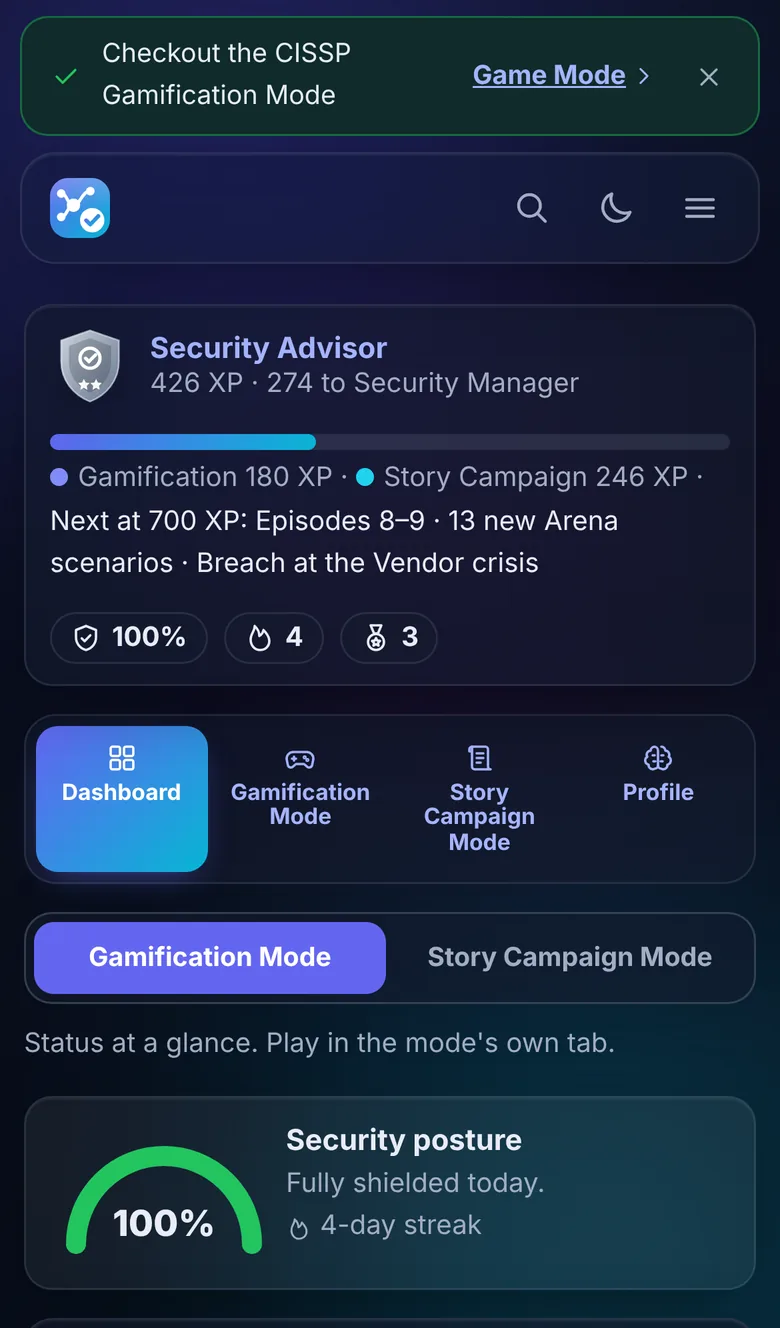 Checkout the CISSP
Gamification Mode
Game Mode
Security Advisor
426 XP · 274 to Security Manager
Gamification 180 XP · Story Campaign 246 XP ·
Next at 700 XP: Episodes 8–9 · 13 new Arena
scenarios · Breach at the Vendor crisis
100% 4 3
Dashboard
Gamification
Mode
Story
Campaign
Mode
Profile
Gamification Mode
Story Campaign Mode
Status at a glance. Play in the mode's own tab.
Security posture
Fully shielded today.
100%
4-day streak